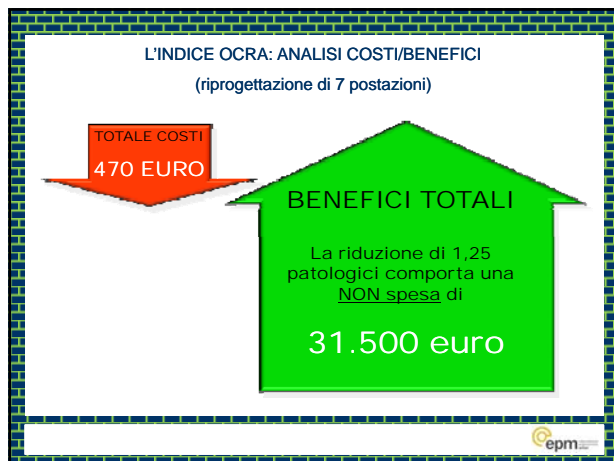 L'INDICE OCRA: ANALISI COSTI/BENEFICI
(riprogettazione di 7 postazioni)
TOTALE COSTI
470 EURO
BENEFICI TOTALI
La riduzione di 1,25
patologici comporta una
NON spesa di
31.500 euro
epm